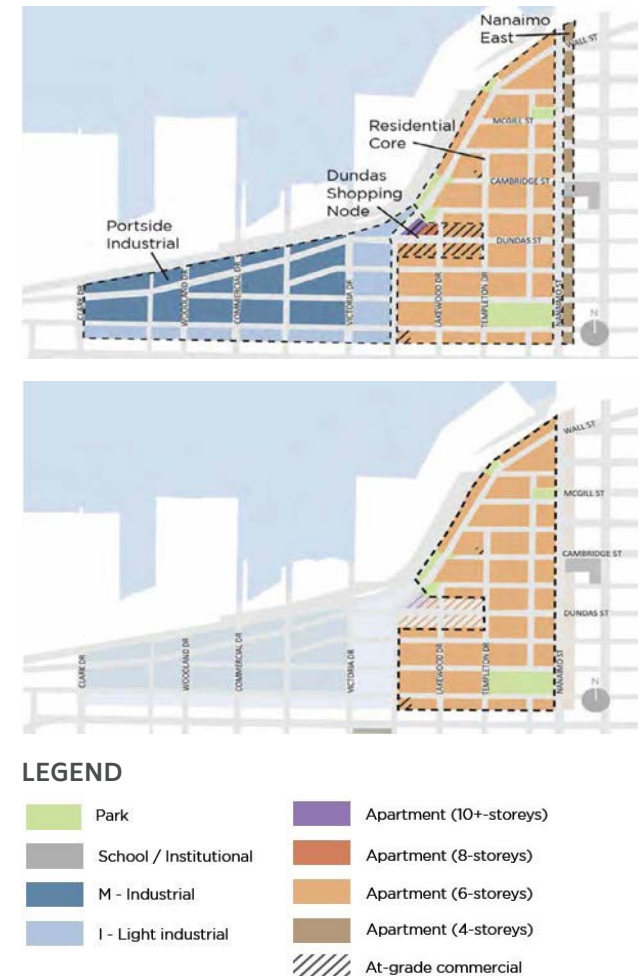 Nanaimo
East
WALL ST
MCGILL ST
Residential
Core
CAMBRIDGE ST
Dundas
Shopping
Node
Portside
Industrial
DUNDAS ST
CLARK DR
WOODLAND DR
COMMERCIAL DR
VICTORIA DR
LAKEWOOD DR
TEMPLETON DR
NANAIMO ST
N
WALL ST
MCGILL ST
CAMBRIDGE ST
DUNDAS ST
CLARK DR
WOODLAND DR
COMMERCIAL DR
VICTORIA DR
LAKEWOOD DR
TEMPLETON DR
NANAIMO ST
N
LEGEND
Park
School / Institutional
M - Industrial
I - Light industrial
Apartment (10+-storeys)
Apartment (8-storeys)
Apartment (6-storeys)
Apartment (4-storeys)
At-grade commercial